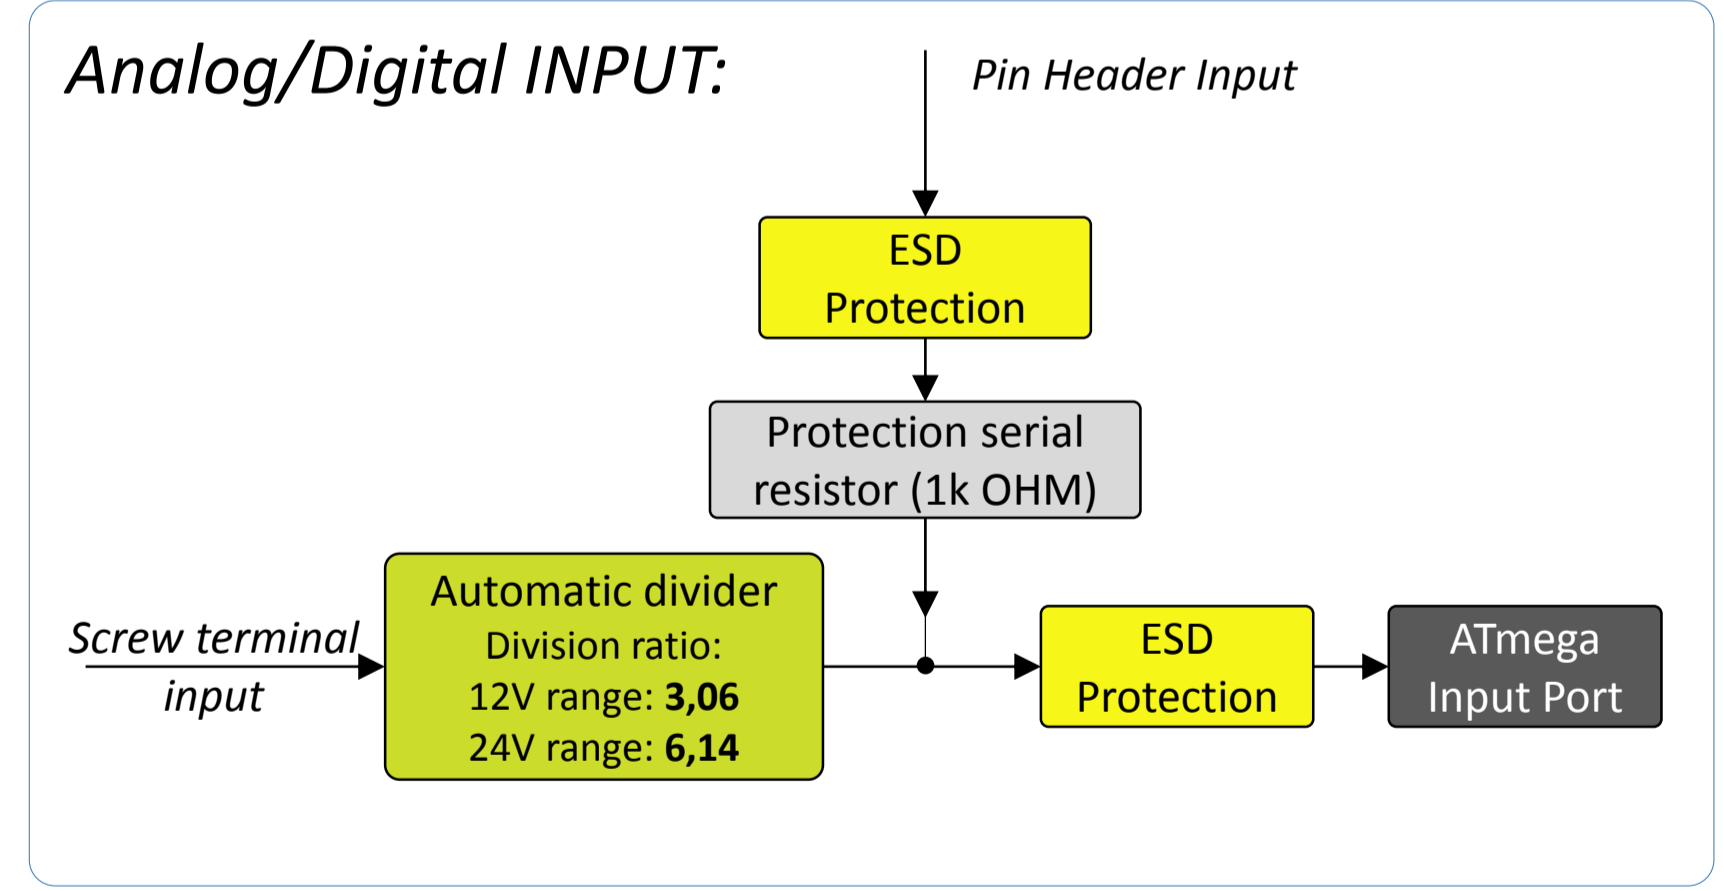 Analog/Digital INPUT:
Pin Header Input
ESD
Protection
Protection serial
resistor (1k OHM)
Screw terminal
input
Automatic divider
Division ratio:
12V range: 3,06
24V range: 6,14
ESD
Protection
ATmega
Input Port